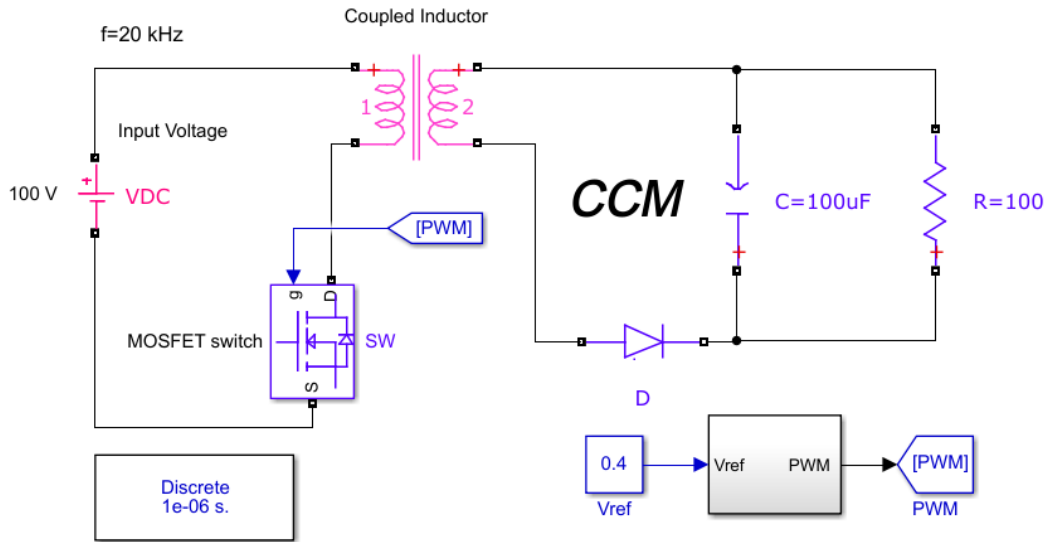 Coupled Inductor
f=20 kHz
+
+
1
2
Input Voltage
100 V
+
VDC
CCM
C=100uF
R=100
+
+
[PWM]
g
D
MOSFET switch
SW
S
D
Discrete
1e-06 s.
0.4
Vref
Vref
PWM
[PWM]
PWM